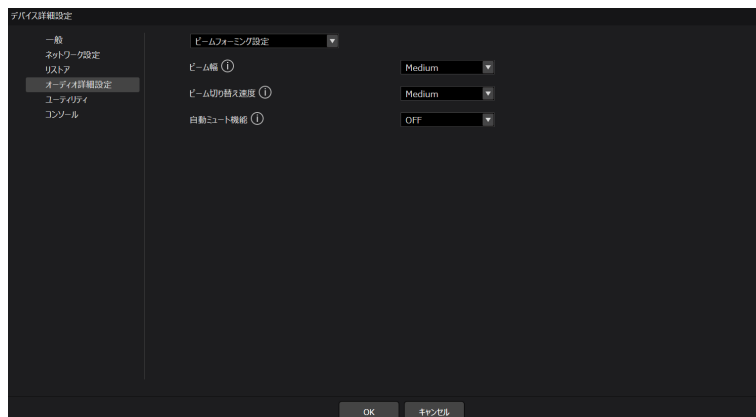 デバイス詳細設定
一般
ネットワーク設定
リストア
オーディオ詳細設定
ユーティリティ
コンソール
ビームフォーミング設定
ビーム幅 ⓘ Medium
ビーム切り替え速度 ⓘ Medium
自動ミュート機能 ⓘ OFF
OK キャンセル